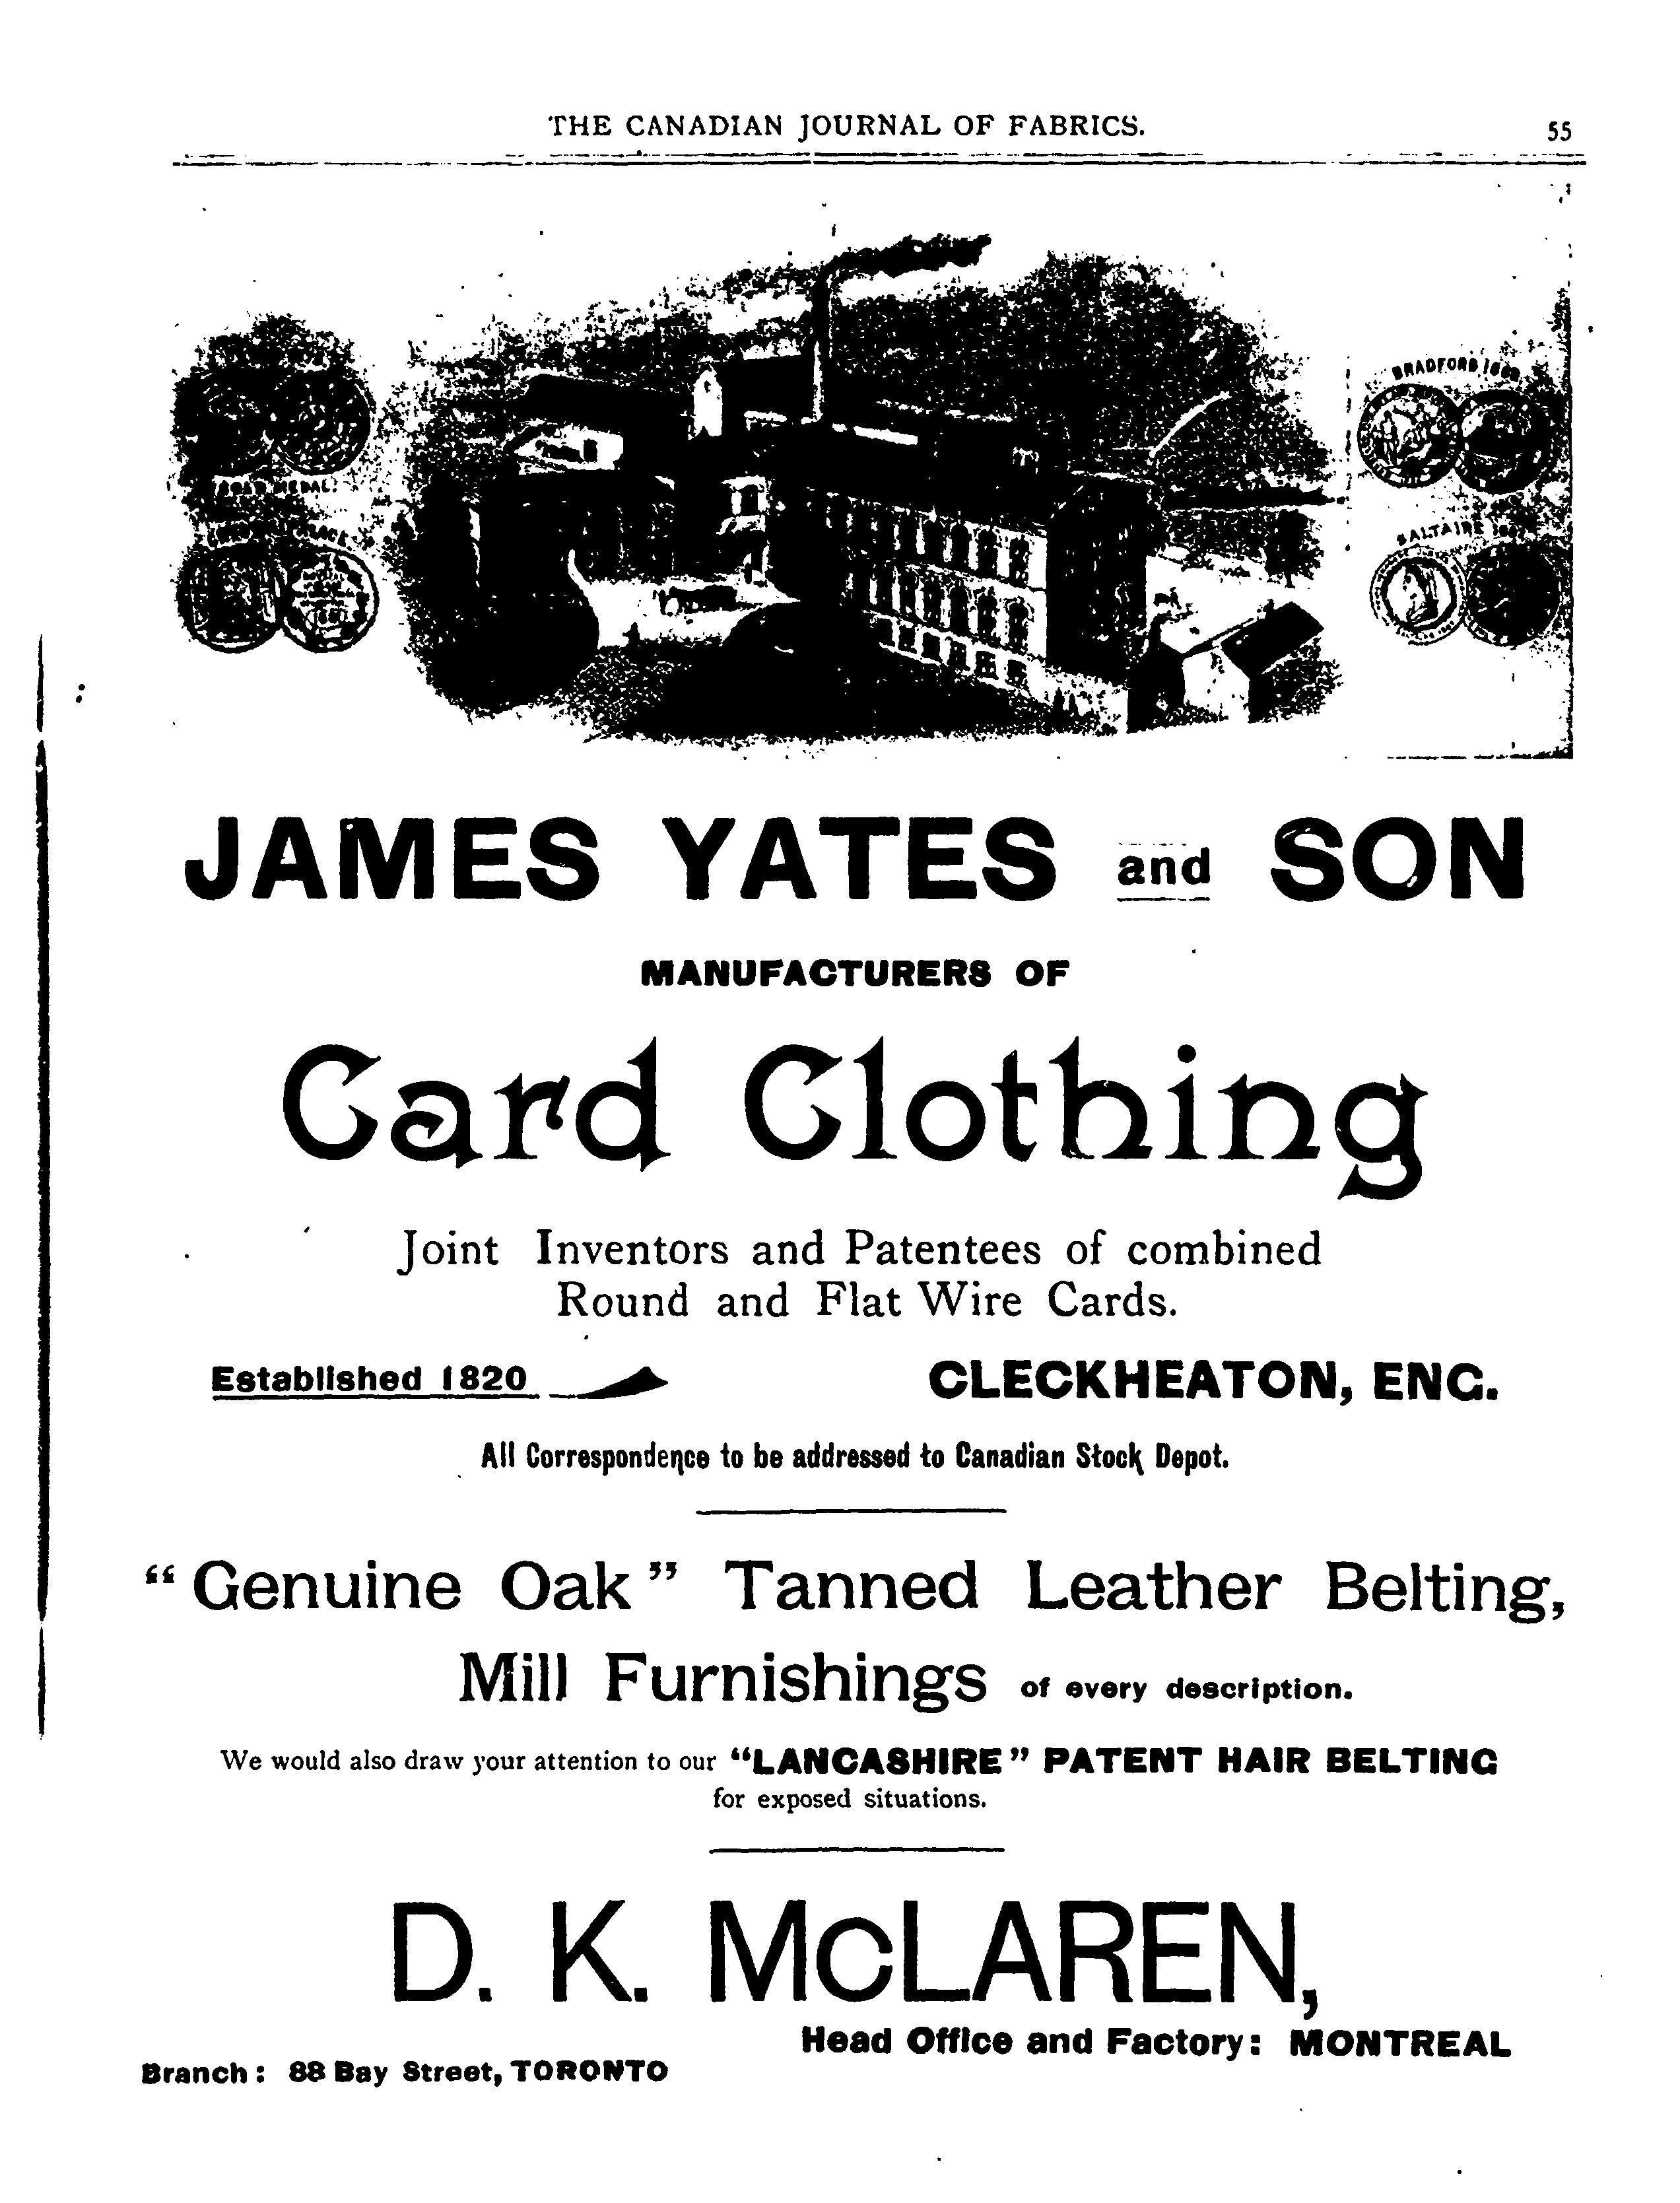 THE CANADIAN JOURNAL OF FABRICS.
55
BRADFORD
MEDAL.
SALTAIRE
JAMES YATES and SON
MANUFACTURERS OF
Card Clothing
Joint Inventors and Patentees of combined
Round and Flat Wire Cards.
Established 1820
CLECKHEATON, ENG.
All Correspondence to be addressed to Canadian Stock Depot.
“Genuine Oak” Tanned Leather Belting,
Mill Furnishings of every description.
We would also draw your attention to our “LANCASHIRE” PATENT HAIR BELTING
for exposed situations.
D. K. McLAREN,
Head Office and Factory: MONTREAL
Branch: 88 Bay Street, TORONTO